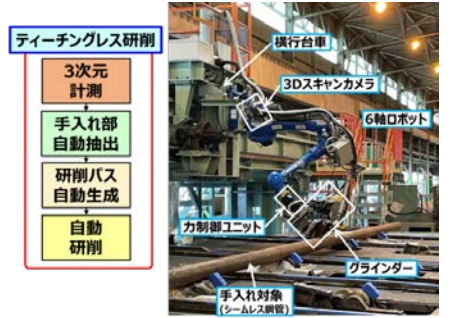 ティーチングレス研削
3次元
計測
手入れ部
自動抽出
研削パス
自動生成
自動
研削
横行台車
3Dスキャンカメラ
6軸ロボット
力制御ユニット
グラインダー
手入れ対象
(シームレス鋼管)